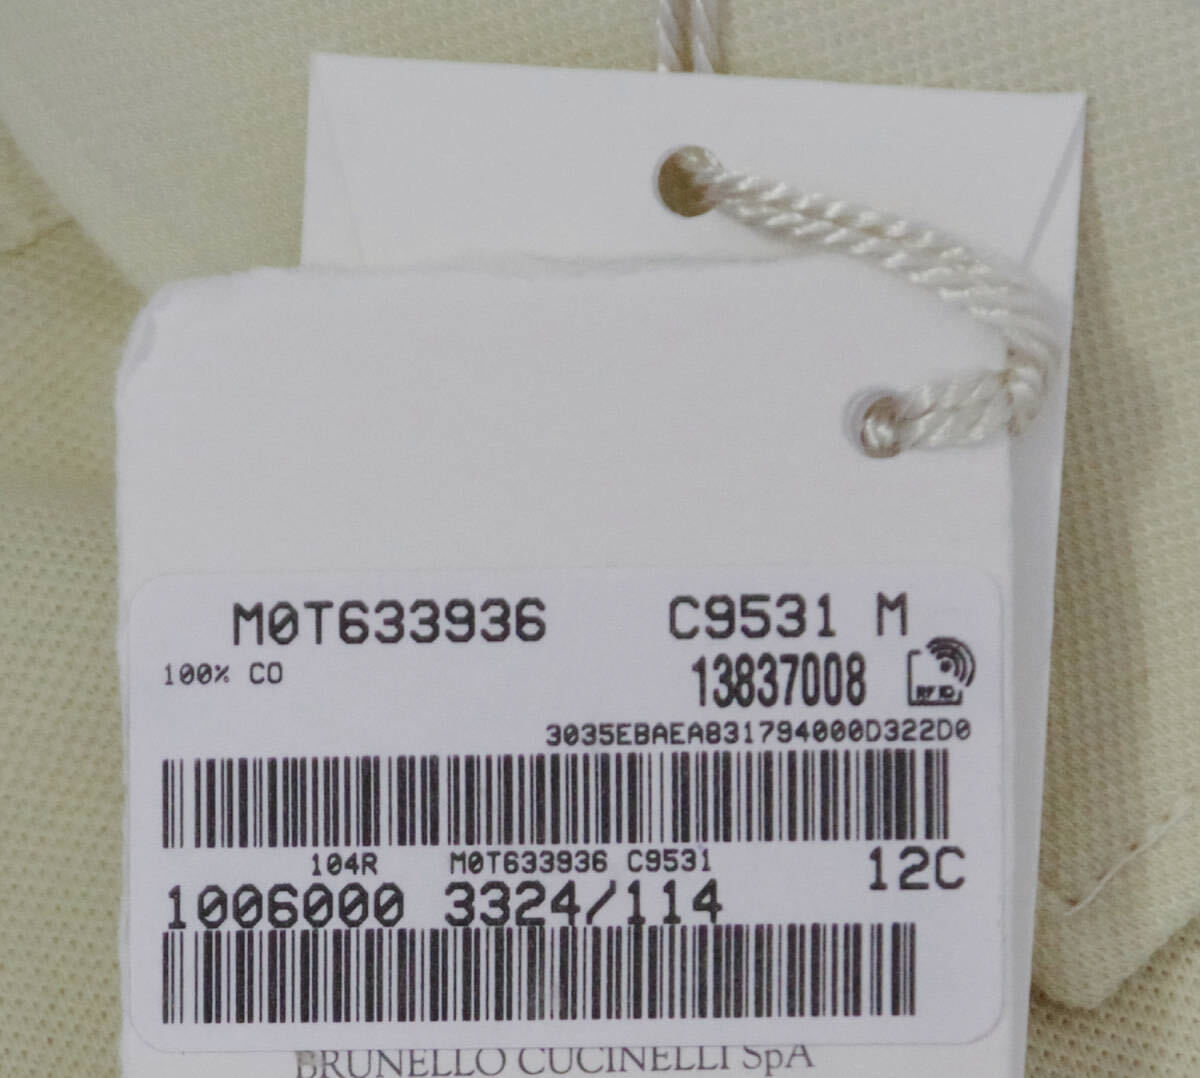 M0T633936 C9531 M
100% CO 13837008
RFID
3035EBAEA831794000D322D0
104R M0T633936 C9531
12C
1006000 3324/114
BRUNELLO CUCINELLI SpA